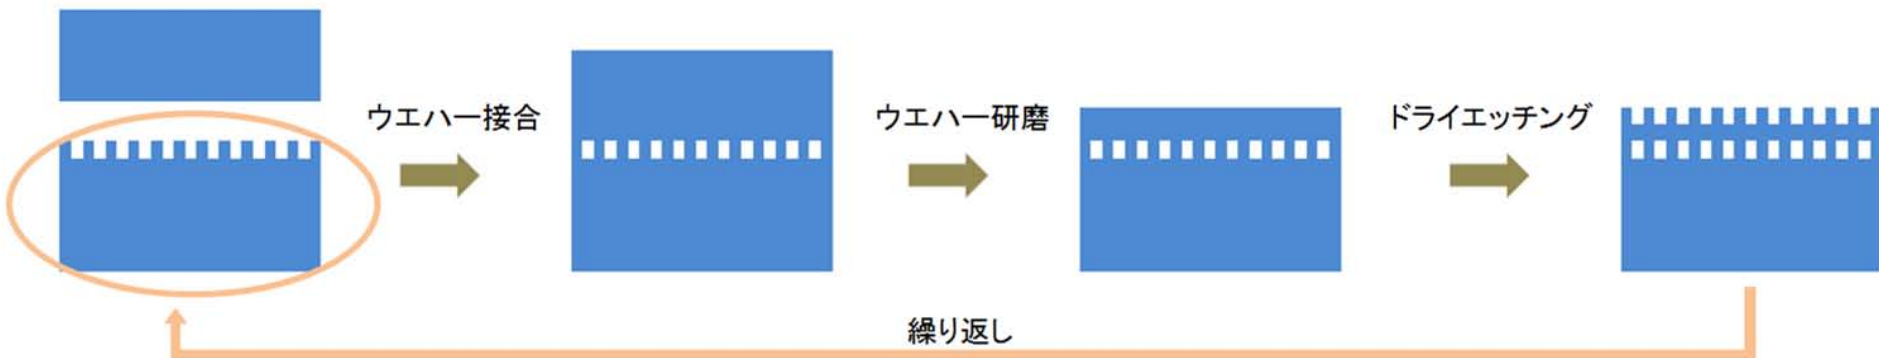 ウエハー接合
ウエハー研磨
ドライエッチング
繰り返し